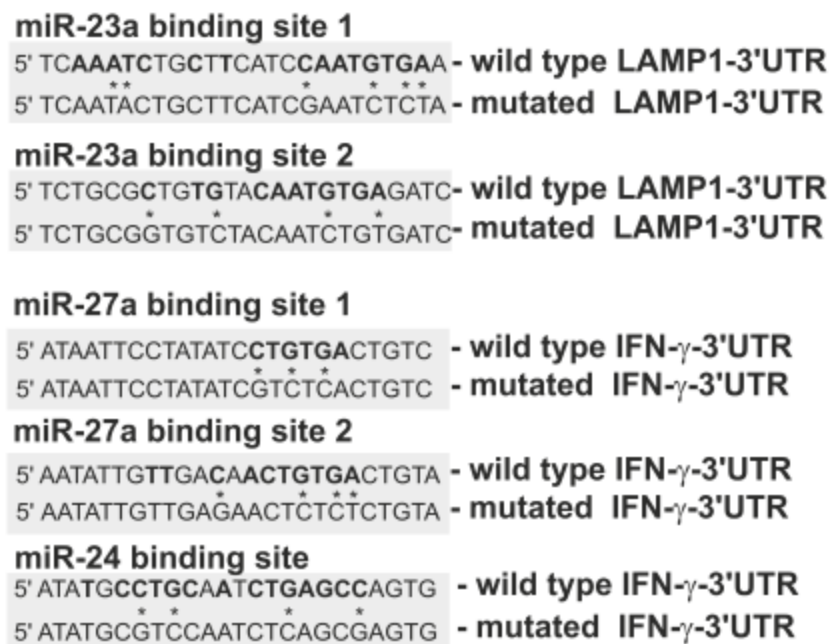 miR-23a binding site 1
5' TCAAATCTGCTTCATCCAATGTGAA - wild type LAMP1-3'UTR
** * * **
5' TCAATACTGCTTCATCGAATCTCTA - mutated LAMP1-3'UTR
miR-23a binding site 2
5' TCTGCGCTGTGTACAATGTGAGATC- wild type LAMP1-3'UTR
* * * *
5' TCTGCGGTGTCTACAATCTGTGATC- mutated LAMP1-3'UTR
miR-27a binding site 1
5' ATAATTCCTATATCCTGTGACTGTC - wild type IFN-γ-3'UTR
* * *
5' ATAATTCCTATATCGTCTCACTGTC - mutated IFN-γ-3'UTR
miR-27a binding site 2
5' AATATTGTTGACAACTGTGACTGTA - wild type IFN-γ-3'UTR
* * **
5' AATATTGTTGAGAACTCTCTCTGTA - mutated IFN-γ-3'UTR
miR-24 binding site
5' ATATGCCTGCAATCTGAGCCAGTG - wild type IFN-γ-3'UTR
* * * *
5' ATATGCGTCCAATCTCAGCGAGTG - mutated IFN-γ-3'UTR